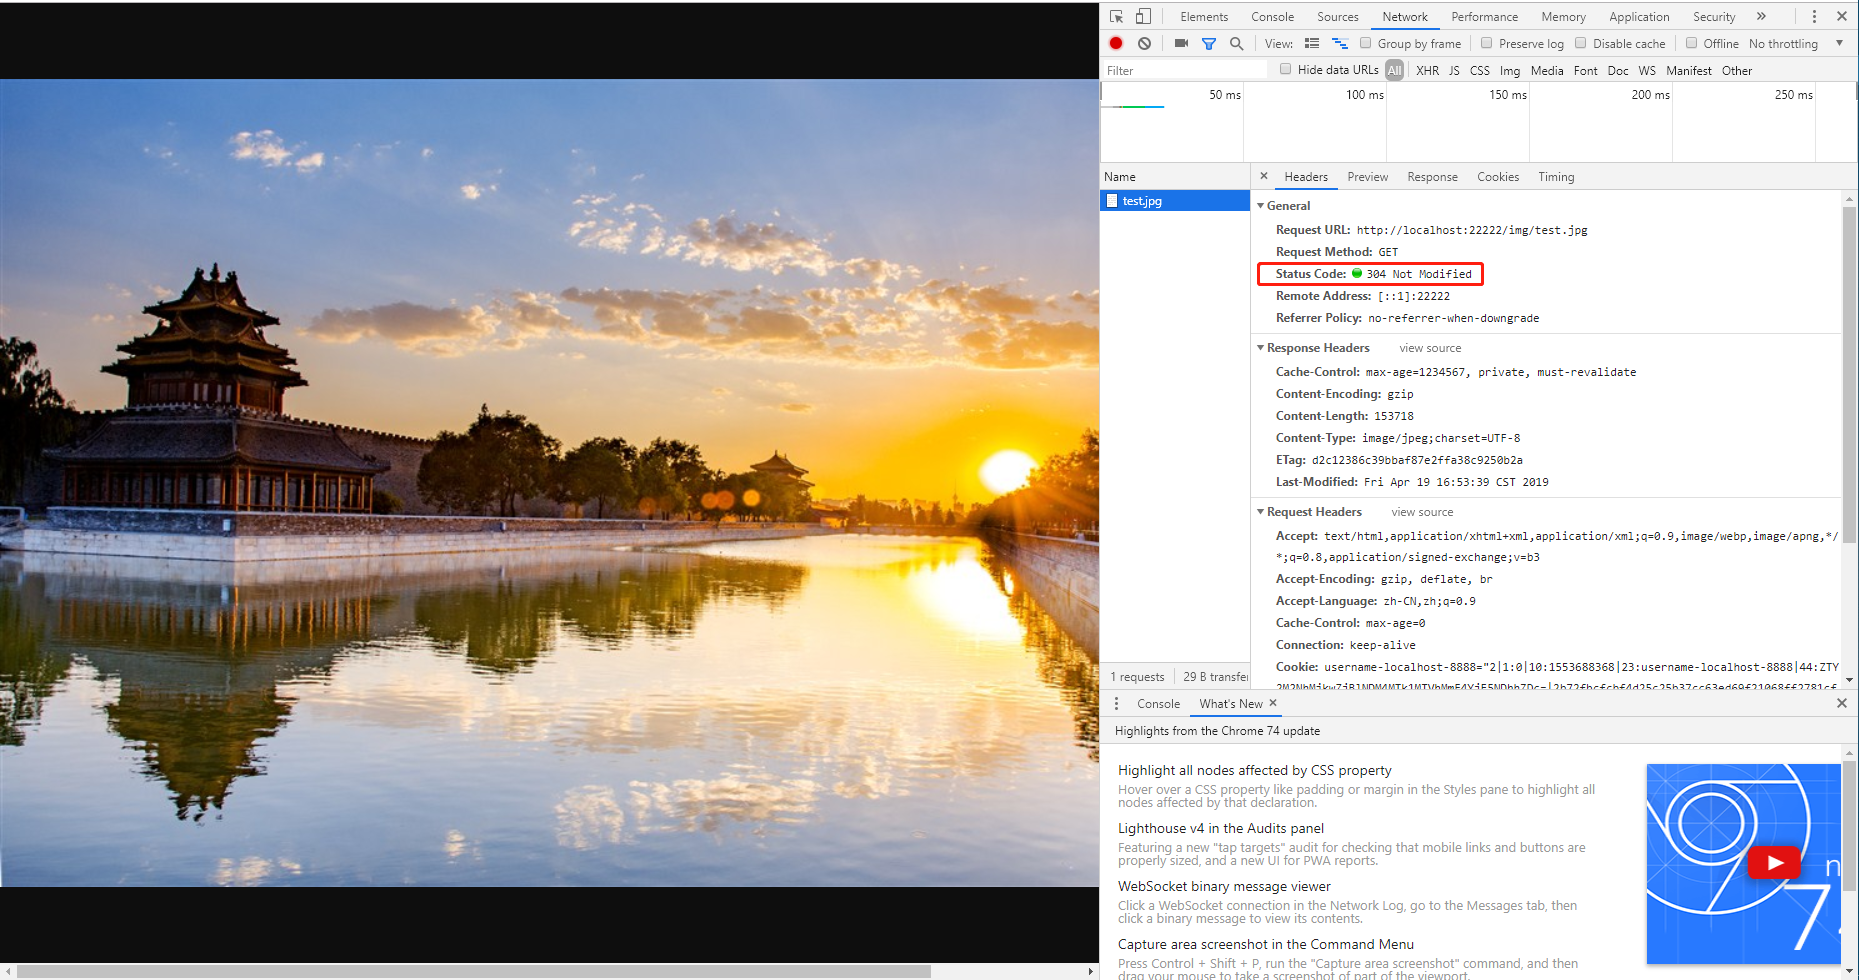 Elements Console Sources Network Performance Memory Application Security »
View: Group by frame Preserve log Disable cache Offline No throttling
Filter Hide data URLs All XHR JS CSS Img Media Font Doc WS Manifest Other
50 ms 100 ms 150 ms 200 ms 250 ms
Name × Headers Preview Response Cookies Timing
test.jpg
General
Request URL: http://localhost:22222/img/test.jpg
Request Method: GET
Status Code: 304 Not Modified
Remote Address: [::1]:22222
Referrer Policy: no-referrer-when-downgrade
Response Headers view source
Cache-Control: max-age=1234567, private, must-revalidate
Content-Encoding: gzip
Content-Length: 153718
Content-Type: image/jpeg;charset=UTF-8
ETag: d2c12386c39bbaf87e2ffa38c9250b2a
Last-Modified: Fri Apr 19 16:53:39 CST 2019
Request Headers view source
Accept: text/html,application/xhtml+xml,application/xml;q=0.9,image/webp,image/apng,*/
*;q=0.8,application/signed-exchange;v=b3
Accept-Encoding: gzip, deflate, br
Accept-Language: zh-CN,zh;q=0.9
Cache-Control: max-age=0
Connection: keep-alive
Cookie: username-localhost-8888="2|1:0|10:1553688368|23:username-localhost-8888|44:ZTY
1 requests 29 B transfe
Console What's New ×
Highlights from the Chrome 74 update
Highlight all nodes affected by CSS property
Hover over a CSS property like padding or margin in the Styles pane to highlight all
nodes affected by that declaration.
Lighthouse v4 in the Audits panel
Featuring a new "tap targets" audit for checking that mobile links and buttons are
properly sized, and a new UI for PWA reports.
WebSocket binary message viewer
Click a WebSocket connection in the Network Log, go to the Messages tab, then
click a binary message to view its contents.
Capture area screenshot in the Command Menu
Press Control + Shift + P, run the "Capture area screenshot" command, and then
drag your mouse to take a screenshot of part of the viewport.
n
74